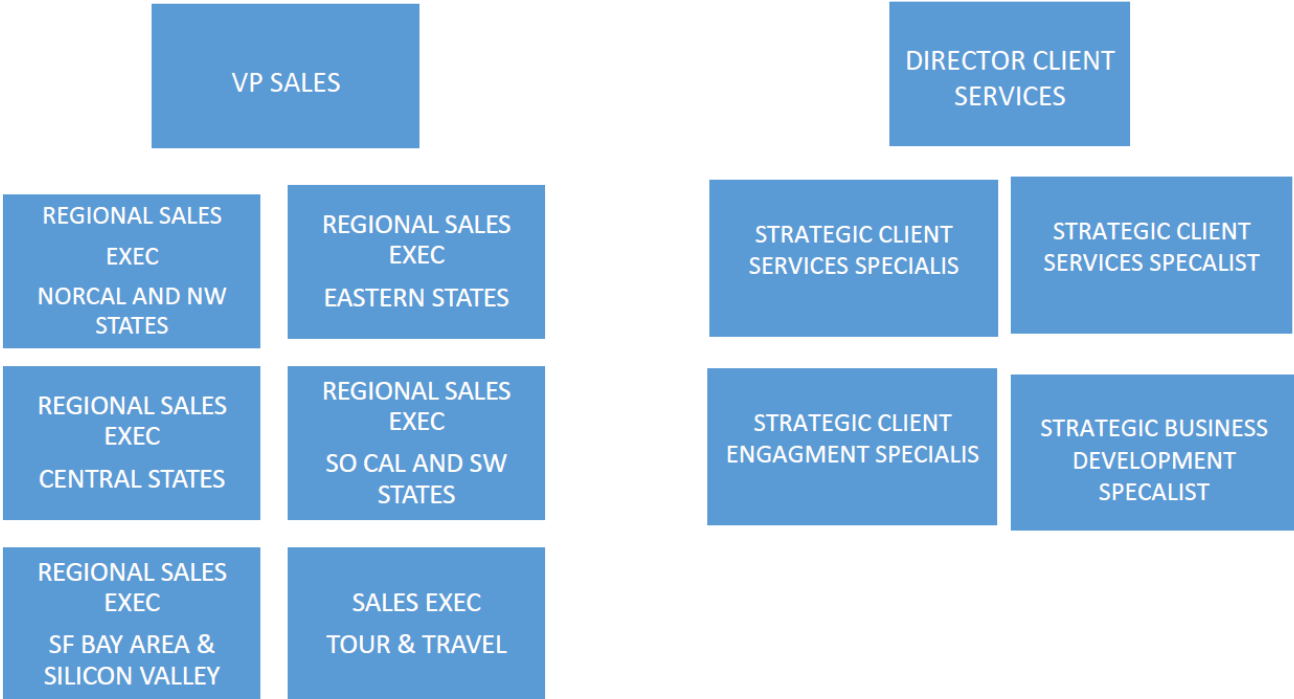 VP SALES
DIRECTOR CLIENT
SERVICES
REGIONAL SALES
EXEC
NORCAL AND NW
STATES
REGIONAL SALES
EXEC
EASTERN STATES
STRATEGIC CLIENT
SERVICES SPECIALIS
STRATEGIC CLIENT
SERVICES SPECALIST
REGIONAL SALES
EXEC
CENTRAL STATES
REGIONAL SALES
EXEC
SO CAL AND SW
STATES
STRATEGIC CLIENT
ENGAGMENT SPECIALIS
STRATEGIC BUSINESS
DEVELOPMENT
SPECALIST
REGIONAL SALES
EXEC
SF BAY AREA &
SILICON VALLEY
SALES EXEC
TOUR & TRAVEL